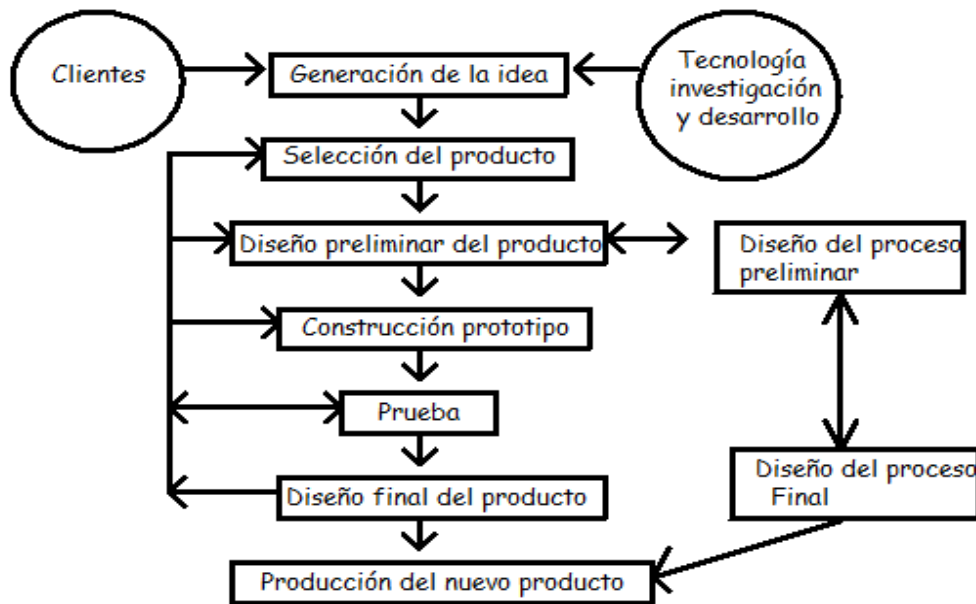 Clientes
Generación de la idea
Tecnología
investigación
y desarrollo
Selección del producto
Diseño preliminar del producto
Diseño del proceso
preliminar
Construcción prototipo
Prueba
Diseño final del producto
Diseño del proceso
Final
Producción del nuevo producto